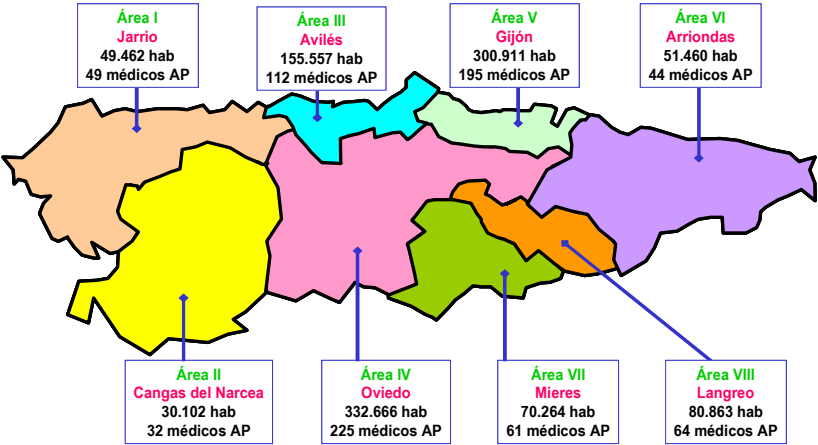 Área I
Jarrio
49.462 hab
49 médicos AP
Área III
Avilés
155.557 hab
112 médicos AP
Área V
Gijón
300.911 hab
195 médicos AP
Área VI
Arriondas
51.460 hab
44 médicos AP
Área II
Cangas del Narcea
30.102 hab
32 médicos AP
Área IV
Oviedo
332.666 hab
225 médicos AP
Área VII
Mieres
70.264 hab
61 médicos AP
Área VIII
Langreo
80.863 hab
64 médicos AP